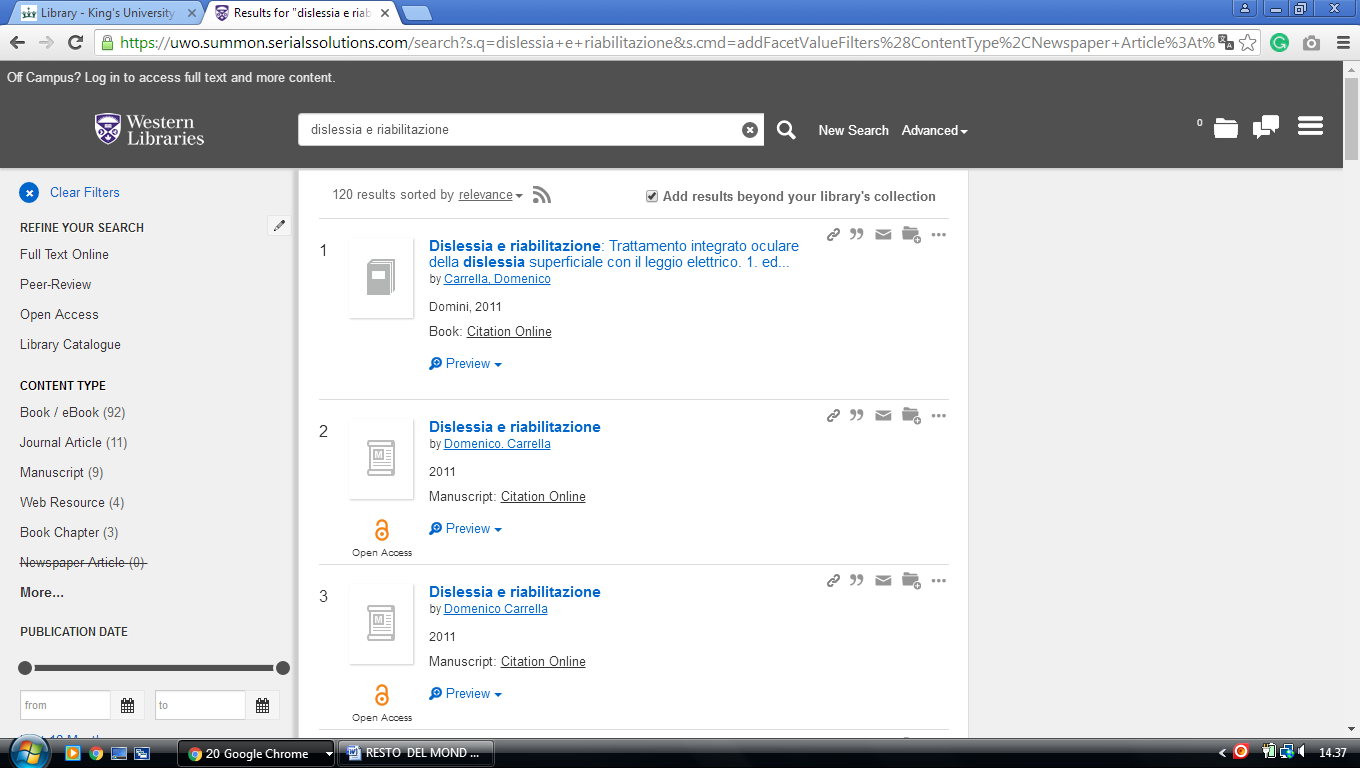 Library - King's University
Results for "dislessia e riab
https://uwo.summon.serialssolutions.com/search?s.q=dislessia+e+riabilitazione&s.cmd=addFacetValueFilters%28ContentType%2CNewspaper+Article%3At%
Off Campus? Log in to access full text and more content.
Western
Libraries
dislessia e riabilitazione
New Search
Advanced
0
Clear Filters
REFINE YOUR SEARCH
Full Text Online
Peer-Review
Open Access
Library Catalogue
CONTENT TYPE
Book / eBook (92)
Journal Article (11)
Manuscript (9)
Web Resource (4)
Book Chapter (3)
Newspaper Article (0)
More...
PUBLICATION DATE
from
to
120 results sorted by relevance
Add results beyond your library's collection
1
Dislessia e riabilitazione: Trattamento integrato oculare
della dislessia superficiale con il leggio elettrico. 1. ed...
by Carrella, Domenico
Domini, 2011
Book: Citation Online
Preview
2
Dislessia e riabilitazione
by Domenico. Carrella
2011
Manuscript: Citation Online
Preview
Open Access
3
Dislessia e riabilitazione
by Domenico Carrella
2011
Manuscript: Citation Online
Preview
Open Access
20 Google Chrome
RESTO DEL MOND ...
14.37